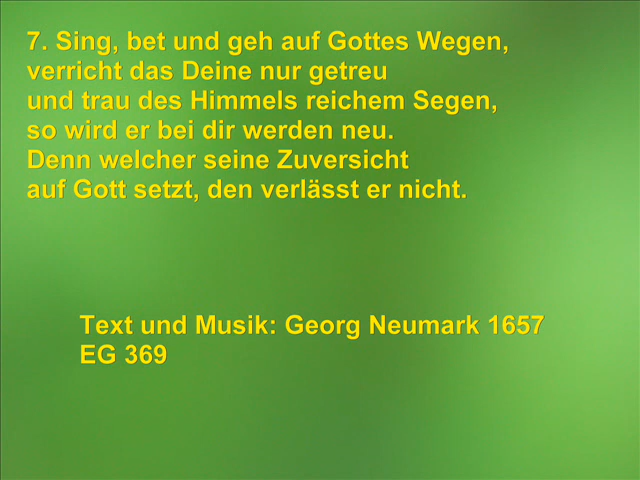 7. Sing, bet und geh auf Gottes Wegen,
verricht das Deine nur getreu
und trau des Himmels reichem Segen,
so wird er bei dir werden neu.
Denn welcher seine Zuversicht
auf Gott setzt, den verlässt er nicht.
Text und Musik: Georg Neumark 1657
EG 369